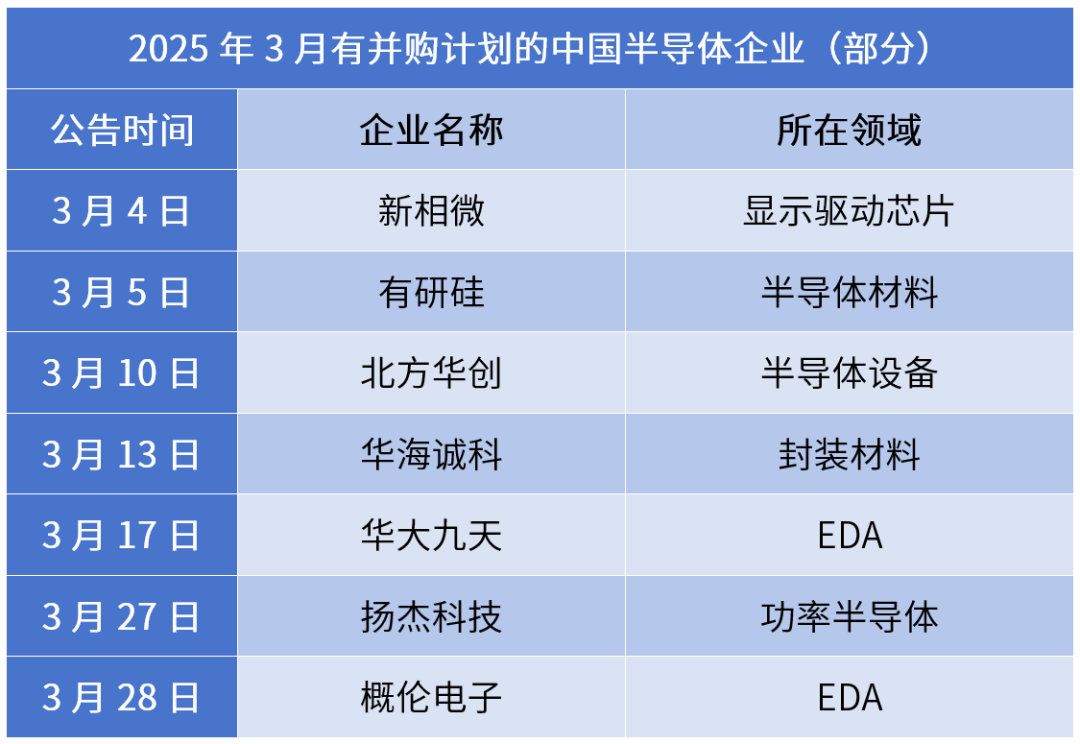 2025 年 3 月有并购计划的中国半导体企业（部分）
公告时间 企业名称 所在领域
3 月 4 日 新相微 显示驱动芯片
3 月 5 日 有研硅 半导体材料
3 月 10 日 北方华创 半导体设备
3 月 13 日 华海诚科 封装材料
3 月 17 日 华大九天 EDA
3 月 27 日 扬杰科技 功率半导体
3 月 28 日 概伦电子 EDA